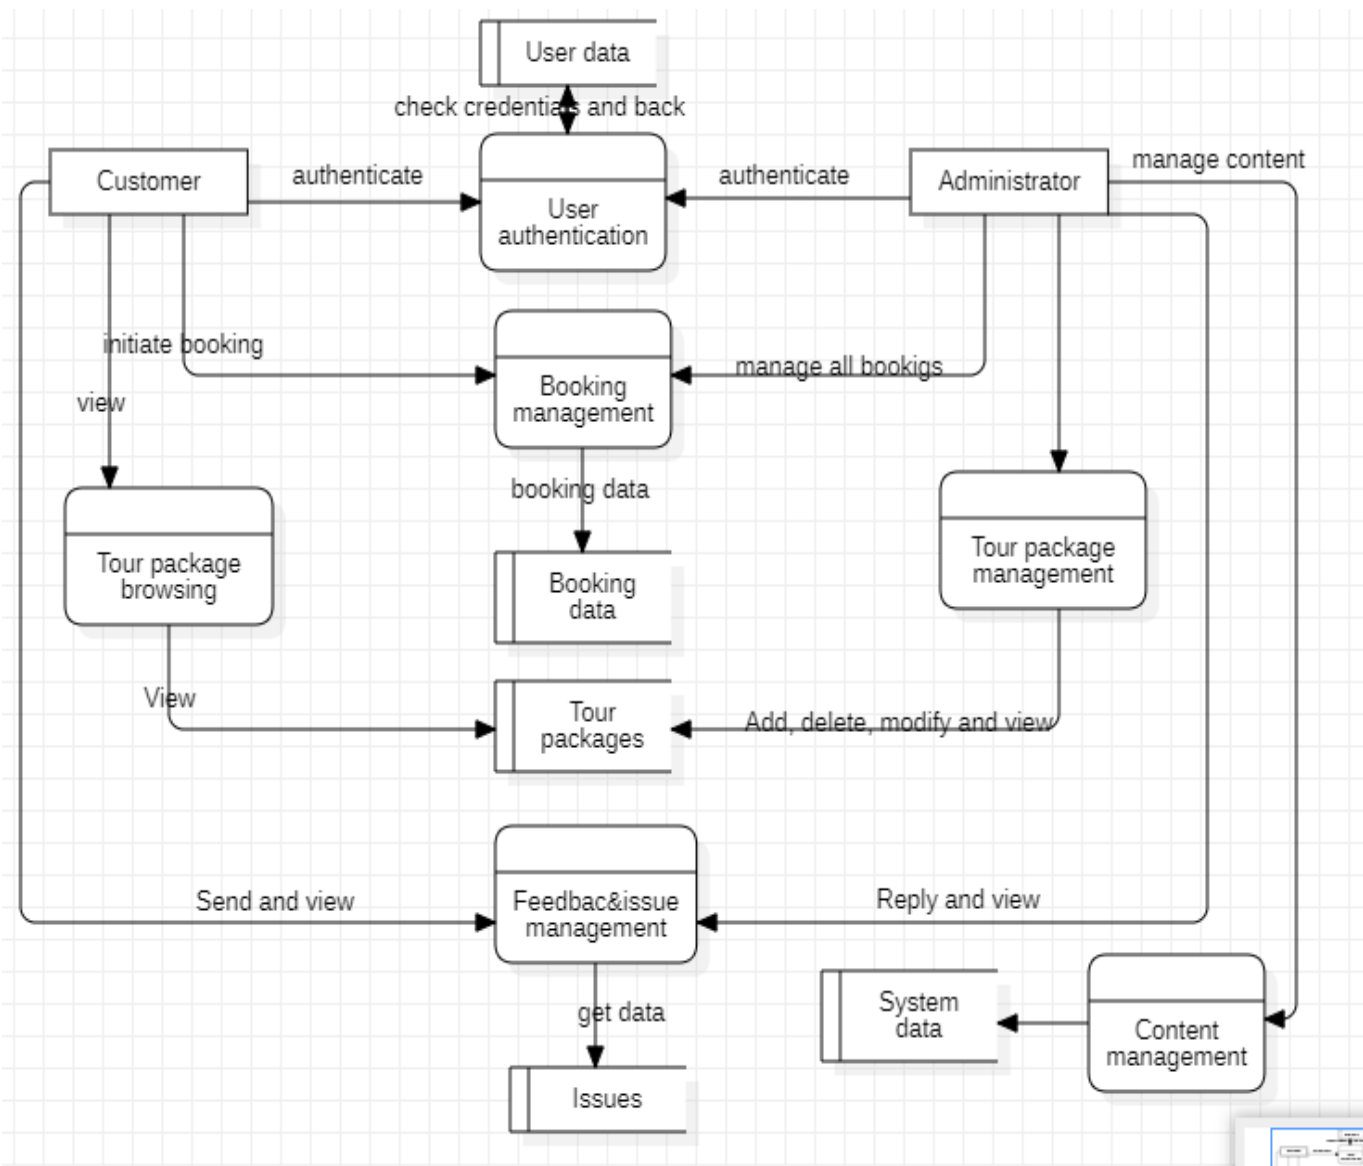 User data
check credentials and back
Customer
authenticate
authenticate
Administrator
manage content
User
authentication
initiate booking
manage all bookigs
Booking
management
view
booking data
Tour package
browsing
Booking
data
Tour package
management
View
Tour
packages
Add, delete, modify and view
Send and view
Feedbac&issue
management
Reply and view
get data
System
data
Content
management
Issues